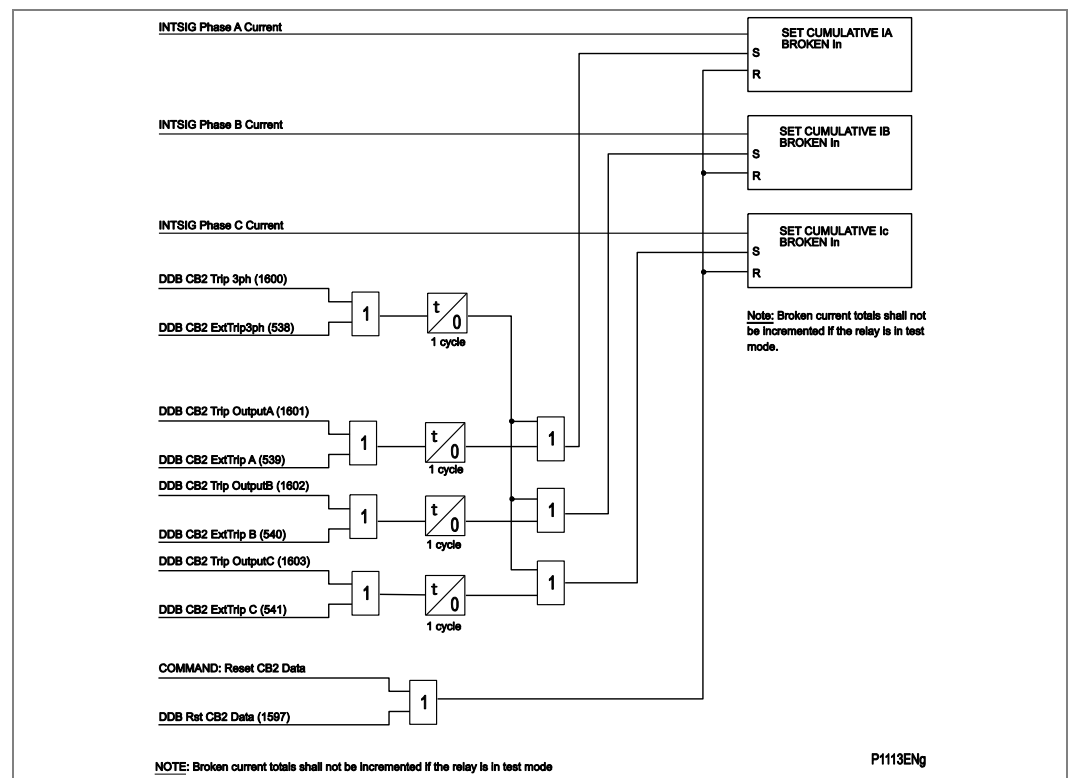 INTSIG Phase A Current
SET CUMULATIVE IA
BROKEN In
S
R
INTSIG Phase B Current
SET CUMULATIVE IB
BROKEN In
S
R
INTSIG Phase C Current
SET CUMULATIVE Ic
BROKEN In
S
R
DDB CB2 Trip 3ph (1600)
DDB CB2 ExtTrip3ph (538)
1
t
0
1 cycle
Note: Broken current totals shall not
be incremented if the relay is in test
mode.
DDB CB2 Trip OutputA (1601)
DDB CB2 ExtTrip A (539)
1
t
0
1 cycle
1
DDB CB2 Trip OutputB (1602)
DDB CB2 ExtTrip B (540)
1
t
0
1 cycle
1
DDB CB2 Trip OutputC (1603)
DDB CB2 ExtTrip C (541)
1
t
0
1 cycle
1
COMMAND: Reset CB2 Data
DDB Rst CB2 Data (1597)
1
NOTE: Broken current totals shall not be incremented if the relay is in test mode
P1113ENg